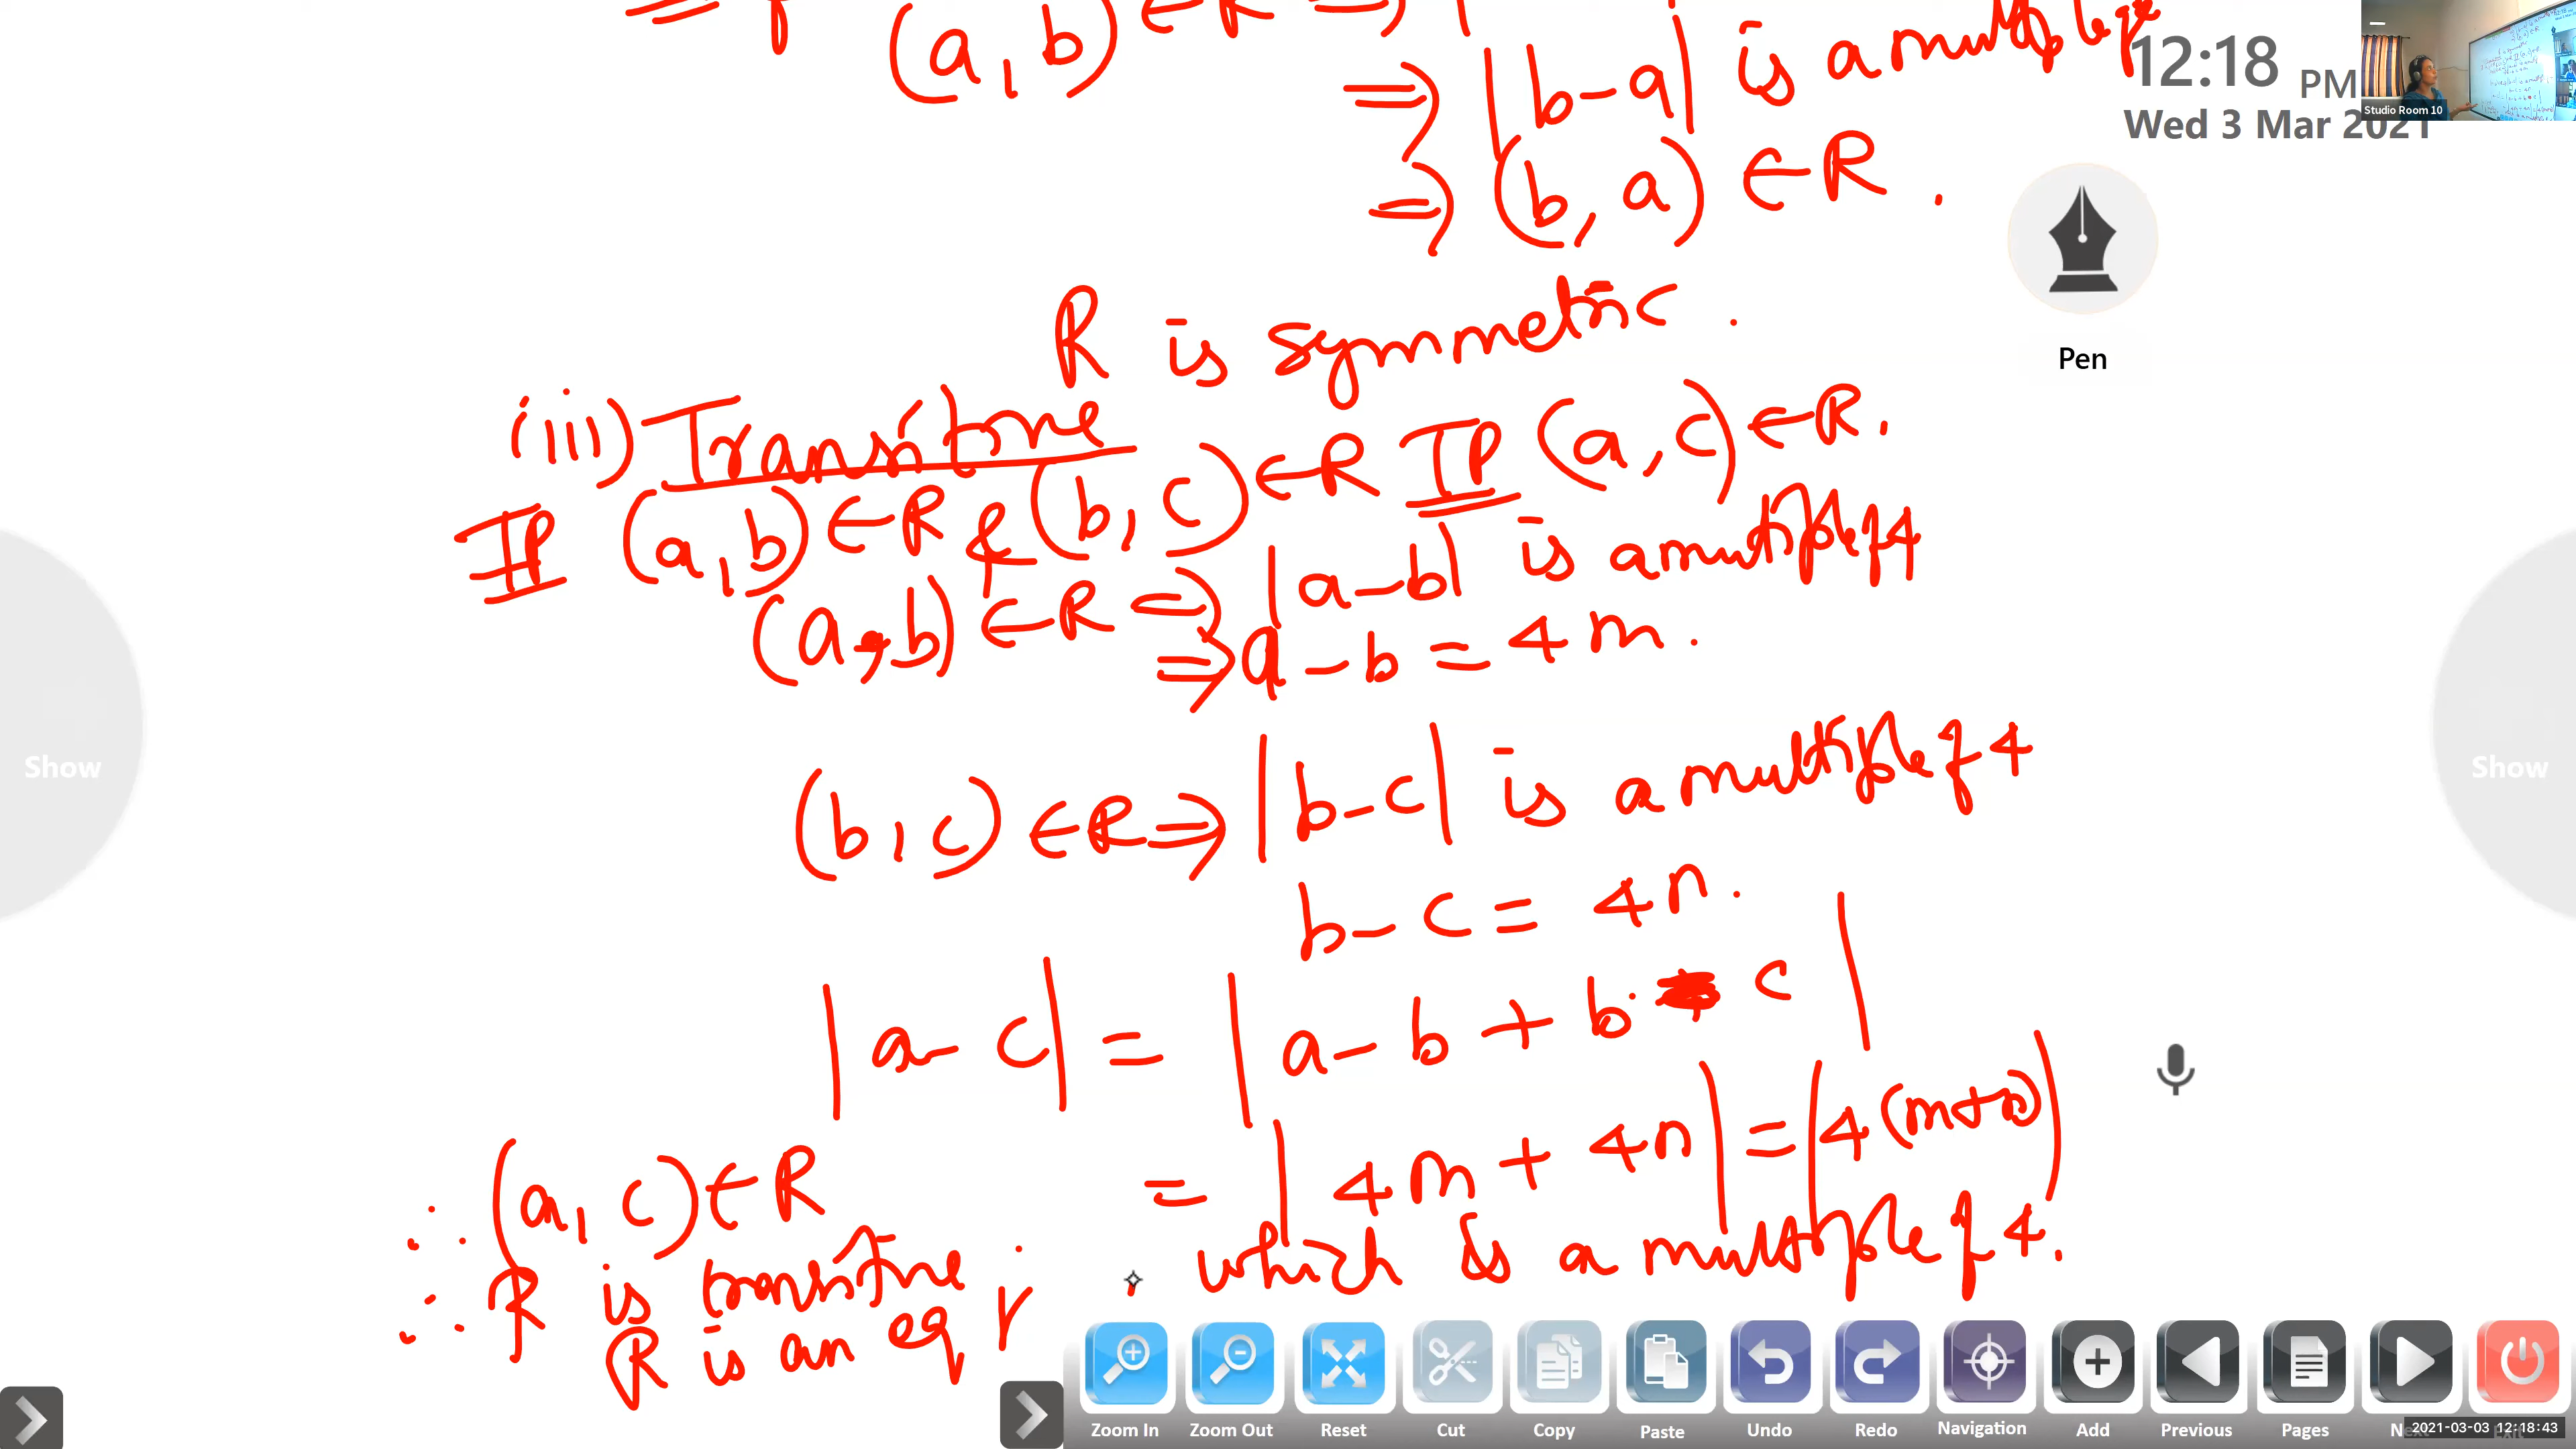 (a, b) ∈ R ⇒ |
⇒ |b-a| is a multiple of
⇒ (b, a) ∈ R.
R is symmetric.
iii) Transitive
If (a, b) ∈ R & (b, c) ∈ R TP (a, c) ∈ R.
(a, b) ∈ R ⇒ |a-b| is a multiple of 4
⇒ a-b = 4m.
(b, c) ∈ R ⇒ |b-c| is a multiple of 4
b-c = 4n.
|a-c| = |a-b+b-c|
= |4m+4n| = |4(m+n)|
which is a multiple of 4.
∴ (a, c) ∈ R
∴ R is transitive
R is an eq r
12:18 PM
Wed 3 Mar 2021
Studio Room 10
Pen
Show
Show
Zoom In Zoom Out Reset Cut Copy Paste Undo Redo Navigation Add Previous Pages
2021-03-03 12:18:43